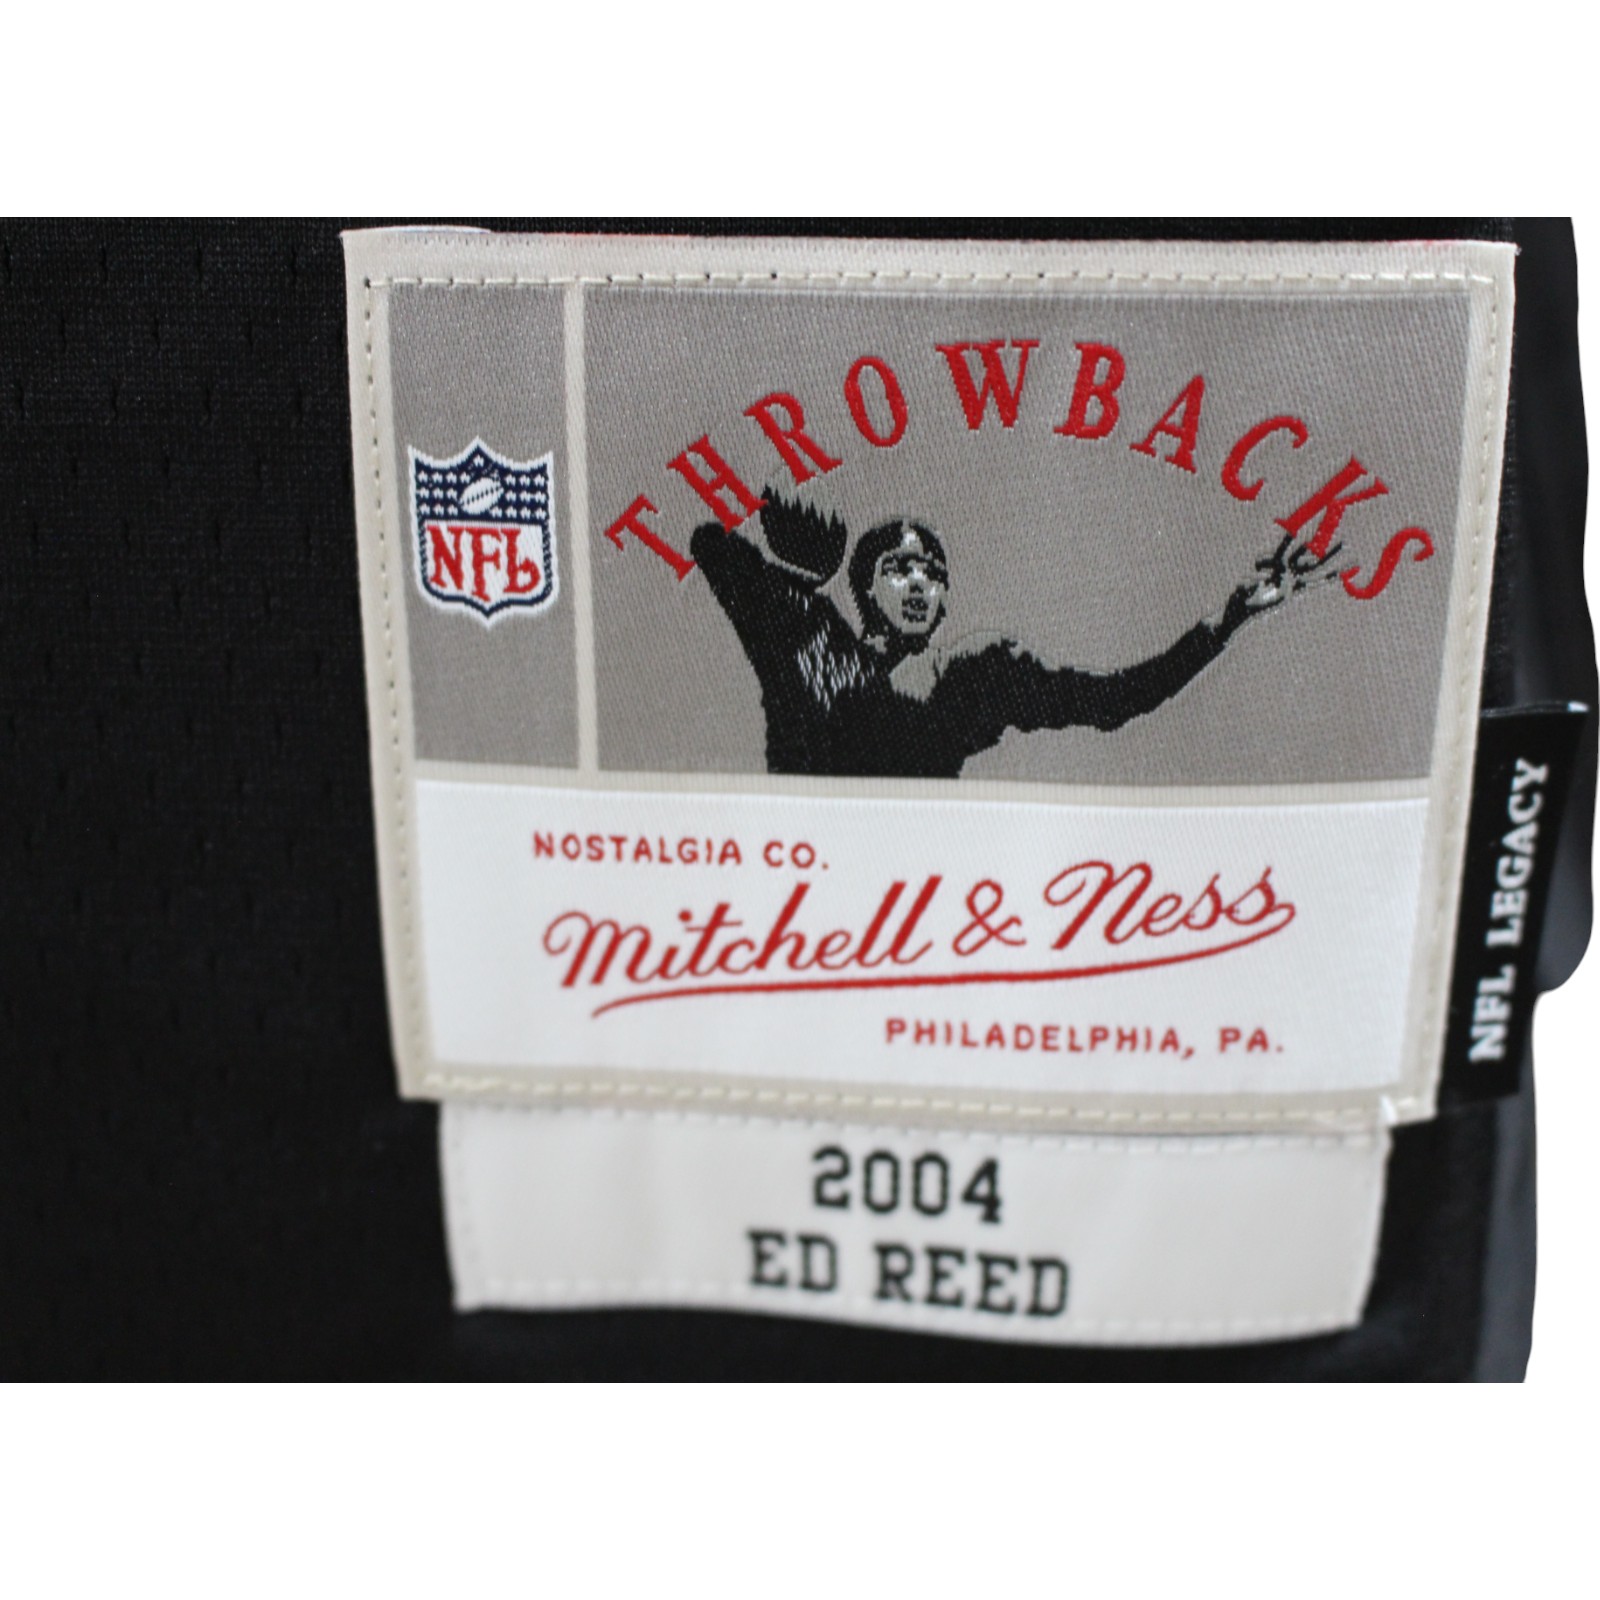 THROWBACKS
NFL
NOSTALGIA CO.
Mitchell & Ness
PHILADELPHIA, PA.
NFL LEGACY
2004
ED REED